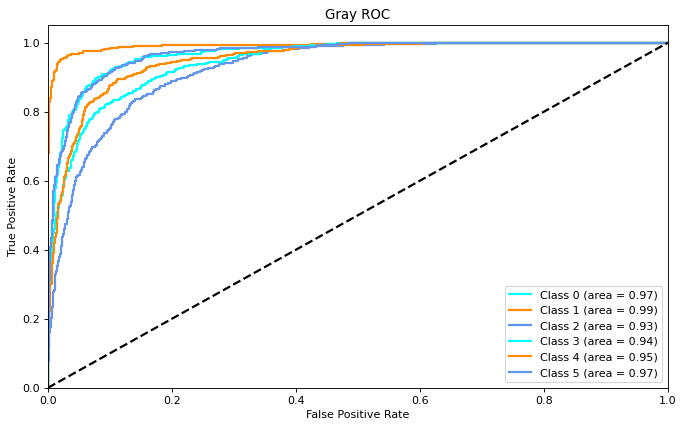 Gray ROC
True Positive Rate
1.0
0.8
0.6
0.4
0.2
0.0
Class 0 (area = 0.97)
Class 1 (area = 0.99)
Class 2 (area = 0.93)
Class 3 (area = 0.94)
Class 4 (area = 0.95)
Class 5 (area = 0.97)
0.0 0.2 0.4 0.6 0.8 1.0
False Positive Rate